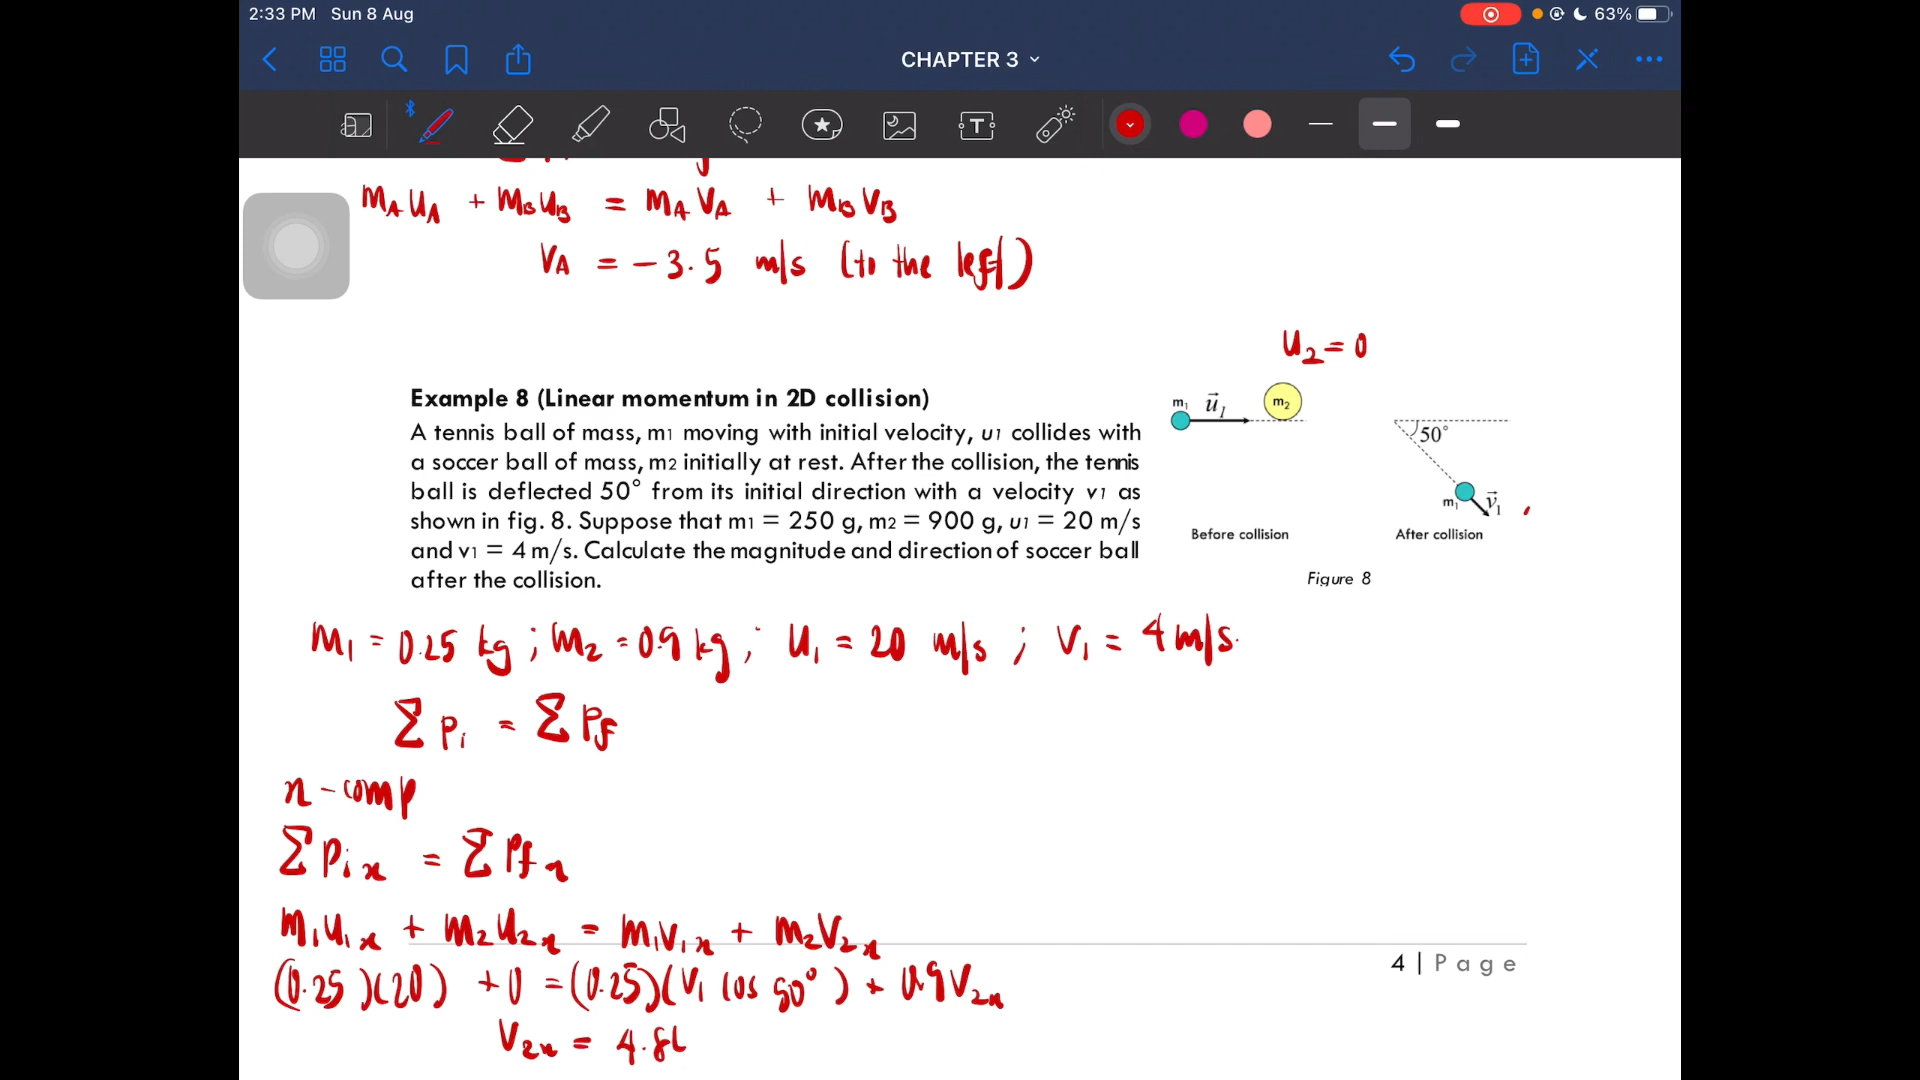 2:33 PM Sun 8 Aug
63%
CHAPTER 3
T
mA uA + mB uB = mA vA + mB vB
vA = -3.5 m/s (to the left)
u2 = 0
Example 8 (Linear momentum in 2D collision)
A tennis ball of mass, m1 moving with initial velocity, u1 collides with
a soccer ball of mass, m2 initially at rest. After the collision, the tennis
ball is deflected 50° from its initial direction with a velocity v1 as
shown in fig. 8. Suppose that m1 = 250 g, m2 = 900 g, u1 = 20 m/s
and v1 = 4 m/s. Calculate the magnitude and direction of soccer ball
after the collision.
m1 u1 m2
50°
m1 v1
Before collision
After collision
Figure 8
m1 = 0.25 kg ; m2 = 0.9 kg ; u1 = 20 m/s ; v1 = 4 m/s.
Σ Pi = Σ Pf
x - comp
Σ Pix = Σ Pfx
m1u1x + m2u2x = m1v1x + m2v2x
4 | Page
(0.25)(20) + 0 = (0.25)(v1 cos 50°) + 0.9 v2x
v2x = 4.8